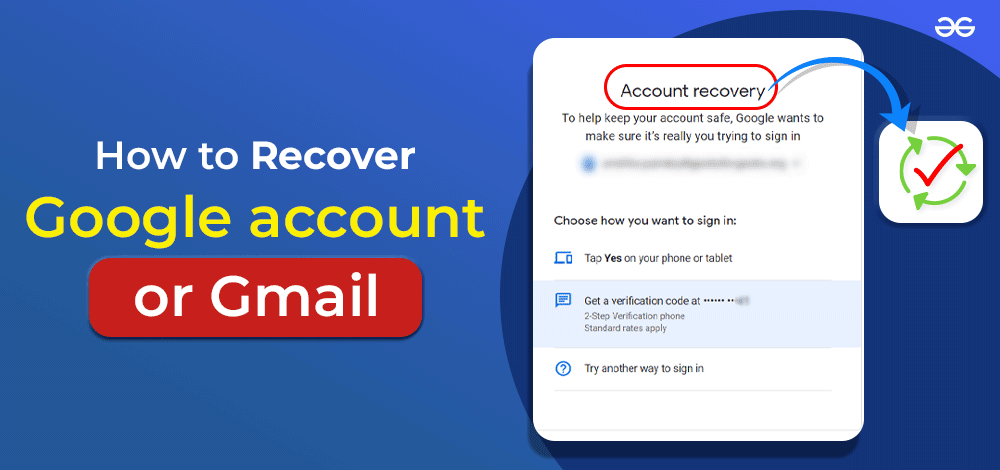 How to Recover
Google account
or Gmail
Account recovery
To help keep your account safe, Google wants to
make sure it's really you trying to sign in
Choose how you want to sign in:
Tap Yes on your phone or tablet
Get a verification code at •••••• ••
2-Step Verification phone
Standard rates apply
Try another way to sign in